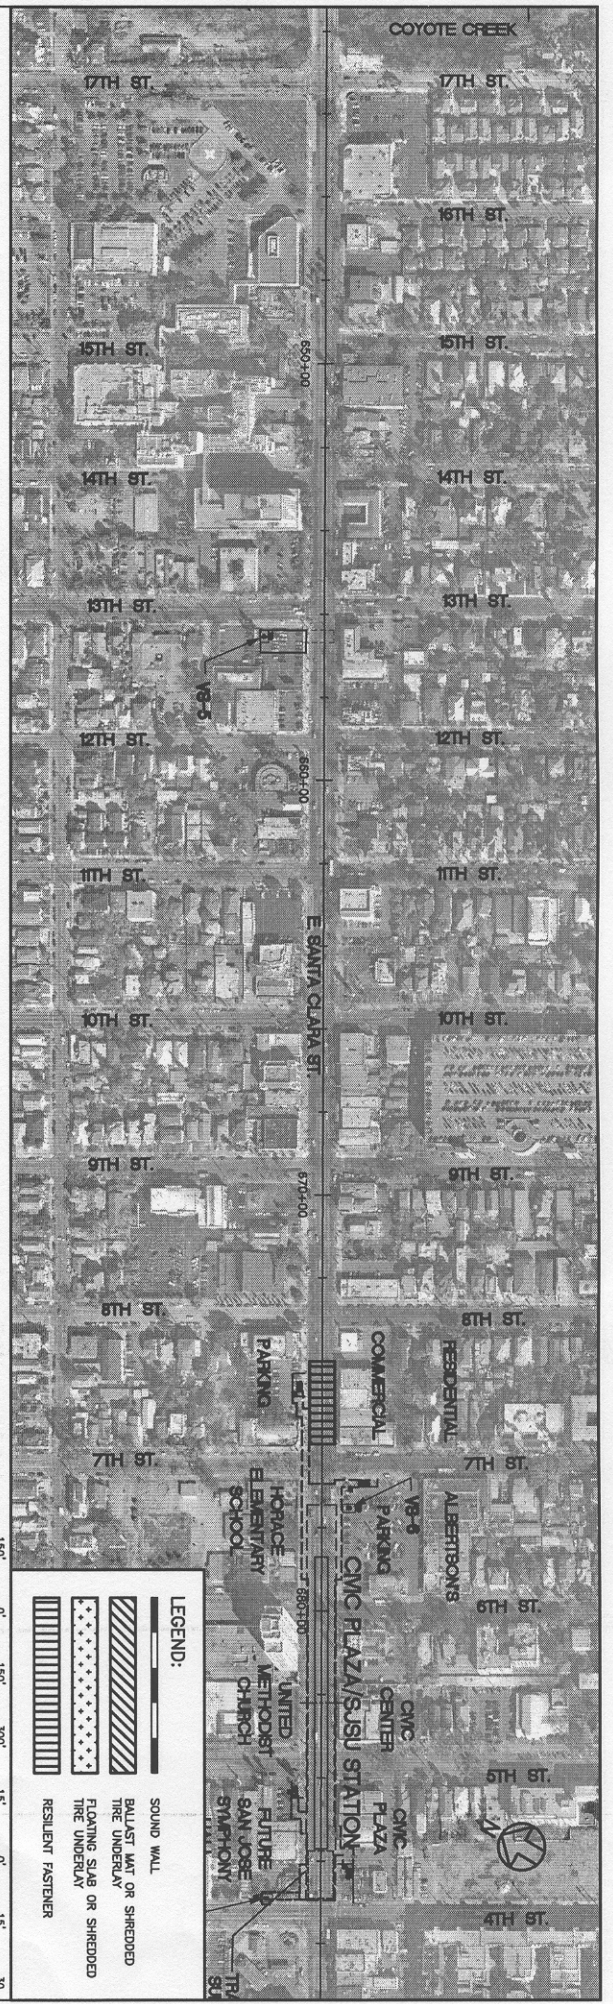 COYOTE CREEK
17TH ST.
17TH ST.
16TH ST.
15TH ST.
15TH ST.
650+00
14TH ST.
14TH ST.
13TH ST.
13TH ST.
VS-5
12TH ST.
12TH ST.
660+00
11TH ST.
11TH ST.
E. SANTA CLARA ST.
10TH ST.
10TH ST.
9TH ST.
9TH ST.
670+00
8TH ST.
8TH ST.
RESIDENTIAL
COMMERCIAL
PARKING
7TH ST.
7TH ST.
ALBERTSON'S
VS-6
PARKING
HORACE
ELEMENTARY
SCHOOL
6TH ST.
680+00
CIVIC PLAZA/SJSU STATION
CIVIC
CENTER
UNITED
METHODIST
CHURCH
5TH ST.
CIVIC
PLAZA
FUTURE
SAN JOSE
SYMPHONY
HALL
4TH ST.
N
TRA
SU
LEGEND:
SOUND WALL
BALLAST MAT OR SHREDDED
TIRE UNDERLAY
FLOATING SLAB OR SHREDDED
TIRE UNDERLAY
RESILIENT FASTENER
150'
0'
150'
300'
15'
0'
15'
30